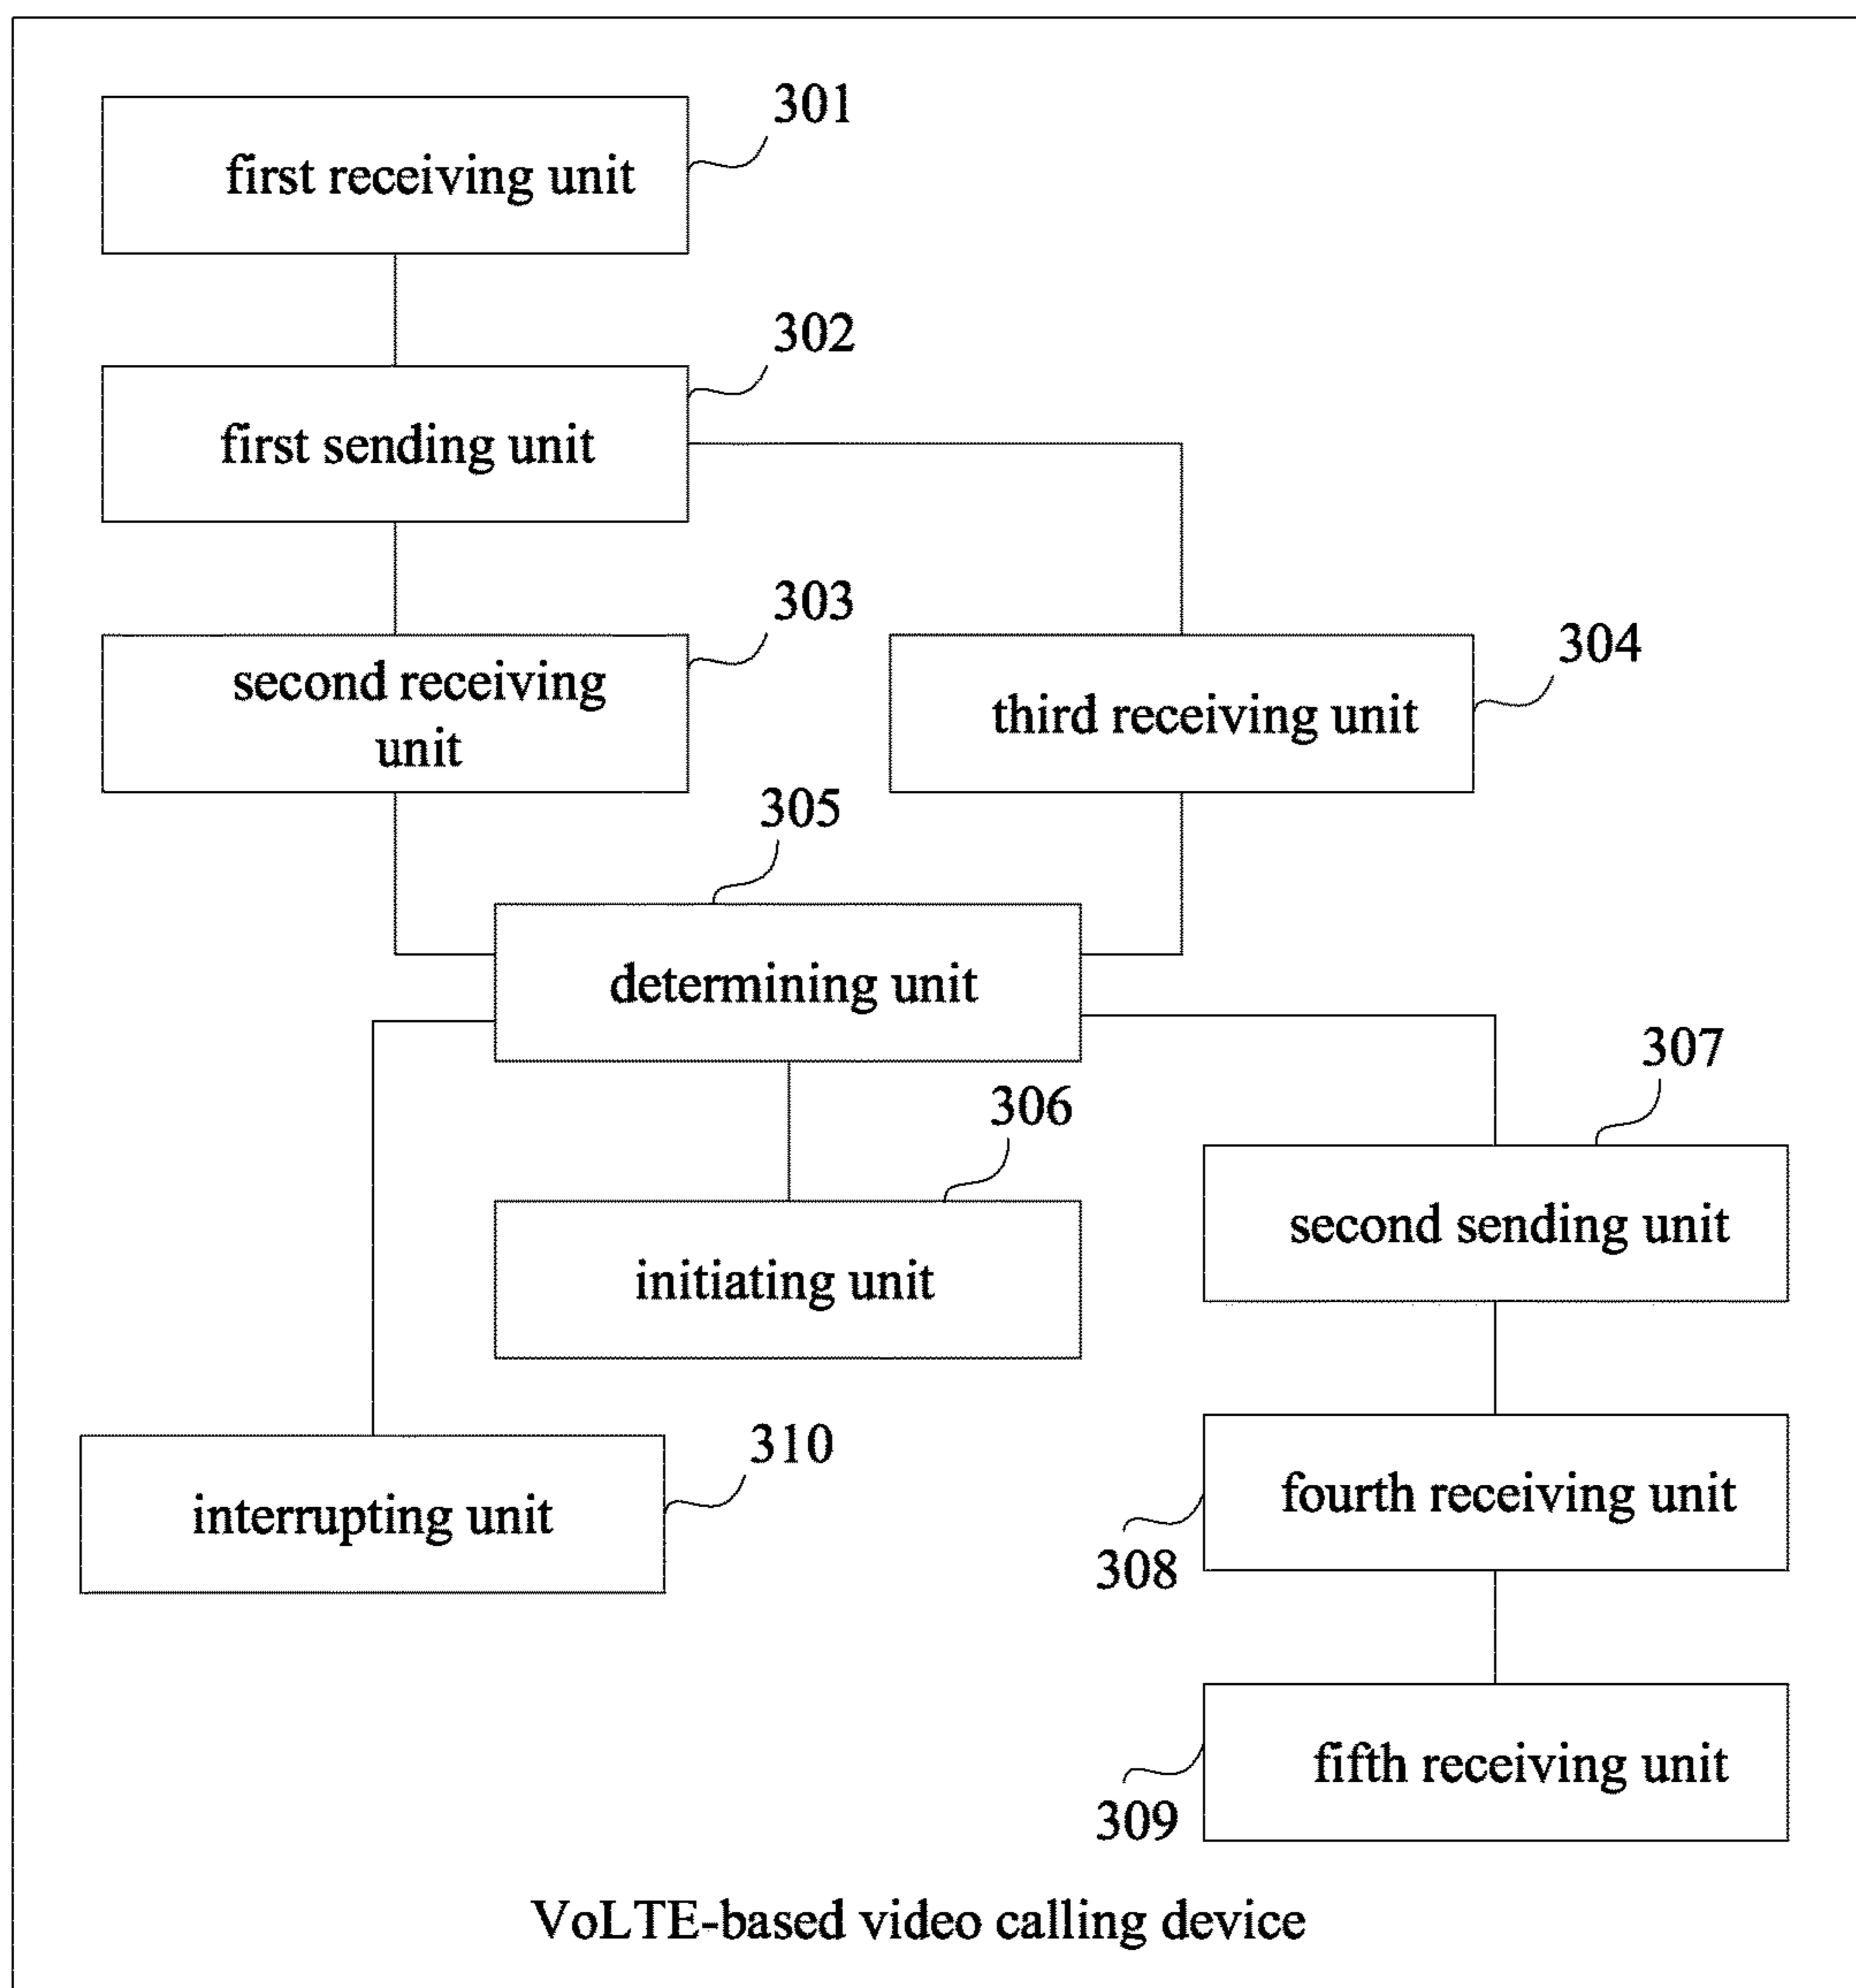 301
first receiving unit
302
first sending unit
303
second receiving
unit
304
third receiving unit
305
determining unit
306
initiating unit
307
second sending unit
310
interrupting unit
308
fourth receiving unit
309
fifth receiving unit
VoLTE-based video calling device